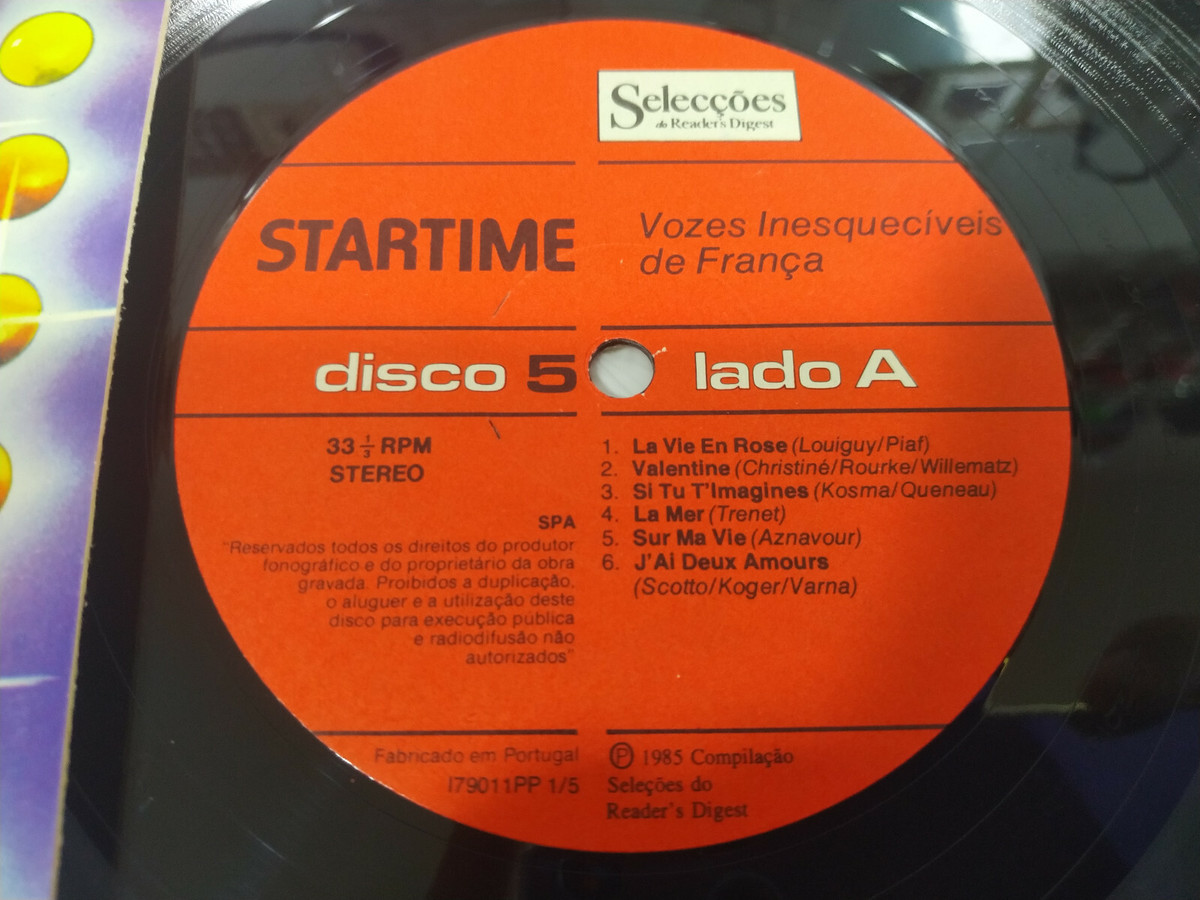 Selecções
do Reader's Digest
STARTIME
Vozes Inesquecíveis
de França
disco 5
lado A
33 1/3 RPM
STEREO
SPA
"Reservados todos os direitos do produtor
fonográfico e do proprietário da obra
gravada. Proibidos a duplicação,
o aluguer e a utilização deste
disco para execução pública
e radiodifusão não
autorizados"
1. La Vie En Rose (Louiguy/Piaf)
2. Valentine (Christiné/Rourke/Willematz)
3. Si Tu T'Imagines (Kosma/Queneau)
4. La Mer (Trenet)
5. Sur Ma Vie (Aznavour)
6. J'Ai Deux Amours
(Scotto/Koger/Varna)
Fabricado em Portugal
I79011PP 1/5
Ⓟ 1985 Compilação
Seleções do
Reader's Digest